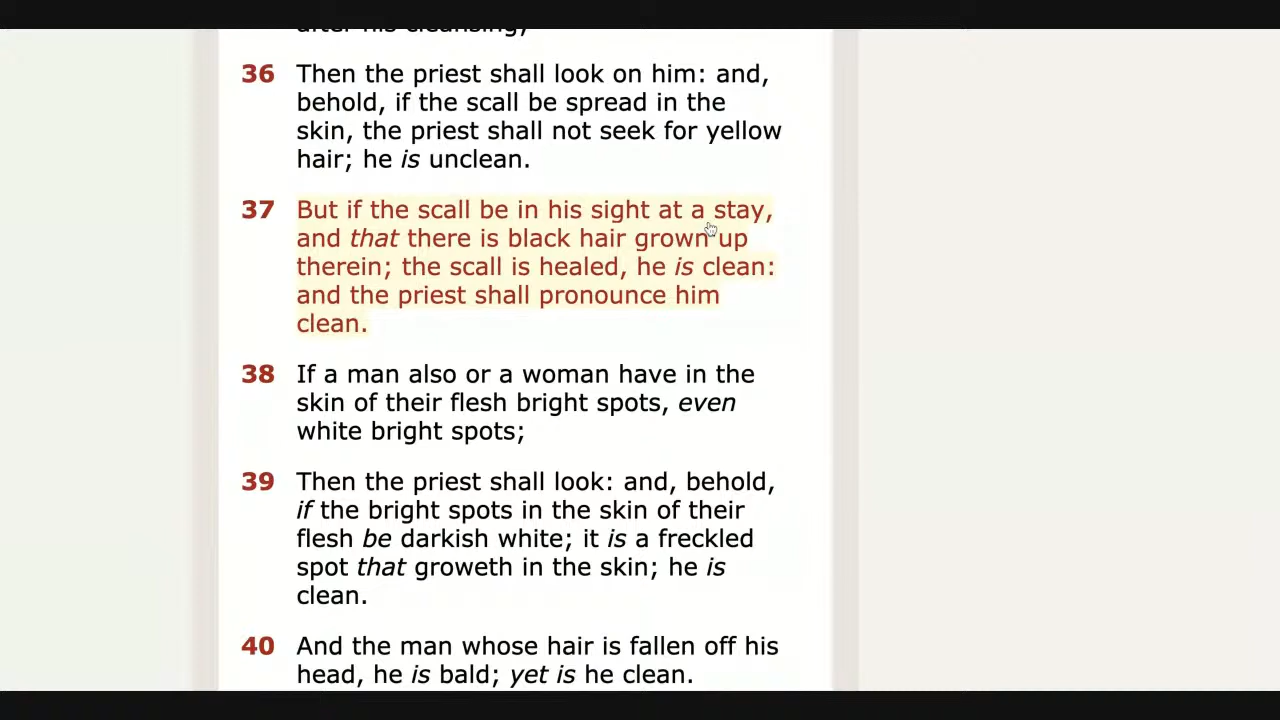 after his cleansing;
36 Then the priest shall look on him: and,
behold, if the scall be spread in the
skin, the priest shall not seek for yellow
hair; he is unclean.
37 But if the scall be in his sight at a stay,
and that there is black hair grown up
therein; the scall is healed, he is clean:
and the priest shall pronounce him
clean.
38 If a man also or a woman have in the
skin of their flesh bright spots, even
white bright spots;
39 Then the priest shall look: and, behold,
if the bright spots in the skin of their
flesh be darkish white; it is a freckled
spot that groweth in the skin; he is
clean.
40 And the man whose hair is fallen off his
head, he is bald; yet is he clean.